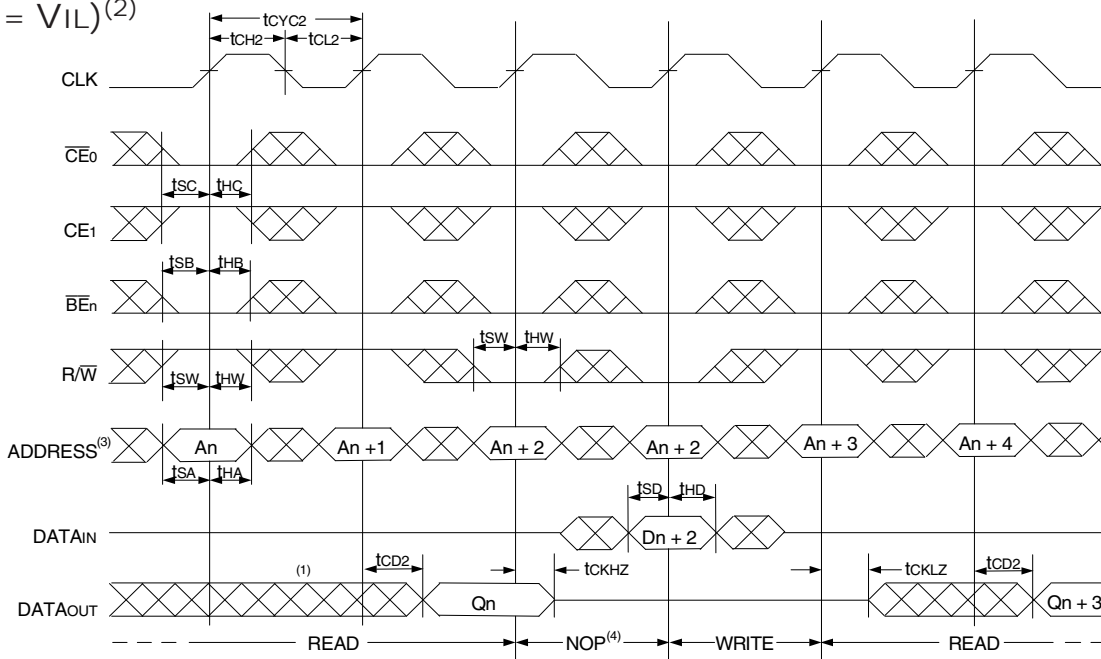 = VIL)(2)
tCYC2
tCH2 tCL2
CLK
CE0
tSC tHC
CE1
tSB tHB
BEn
tSW tHW
R/W
tSW tHW
ADDRESS(3) An An +1 An + 2 An + 2 An + 3 An + 4
tSA tHA
tSD tHD
DATAIN Dn + 2
tCD2 tCKHZ tCKLZ tCD2
(1)
DATAOUT Qn Qn + 3
READ NOP(4) WRITE READ